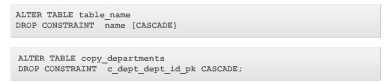 ALTER TABLE table_name
DROP CONSTRAINT name [CASCADE}
ALTER TABLE copy_departments
DROP CONSTRAINT c_dept_dept_id_pk CASCADE;